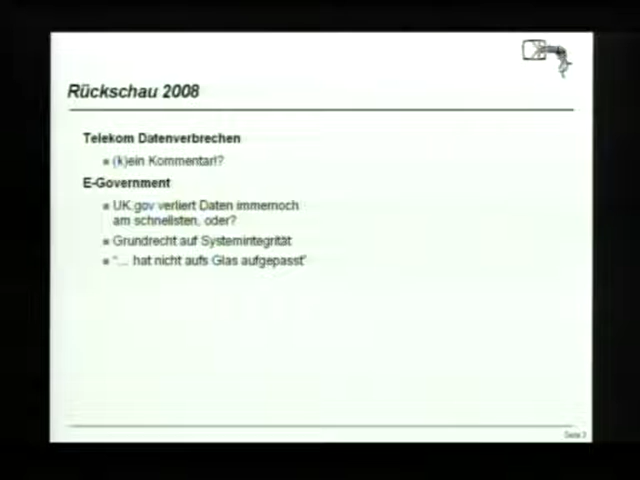 Rückschau 2008
Telekom Datenverbrechen
(k)ein Kommentar!?
E-Government
UK.gov verliert Daten immernoch
am schnellsten, oder?
Grundrecht auf Systemintegrität
"... hat nicht aufs Glas aufgepasst"